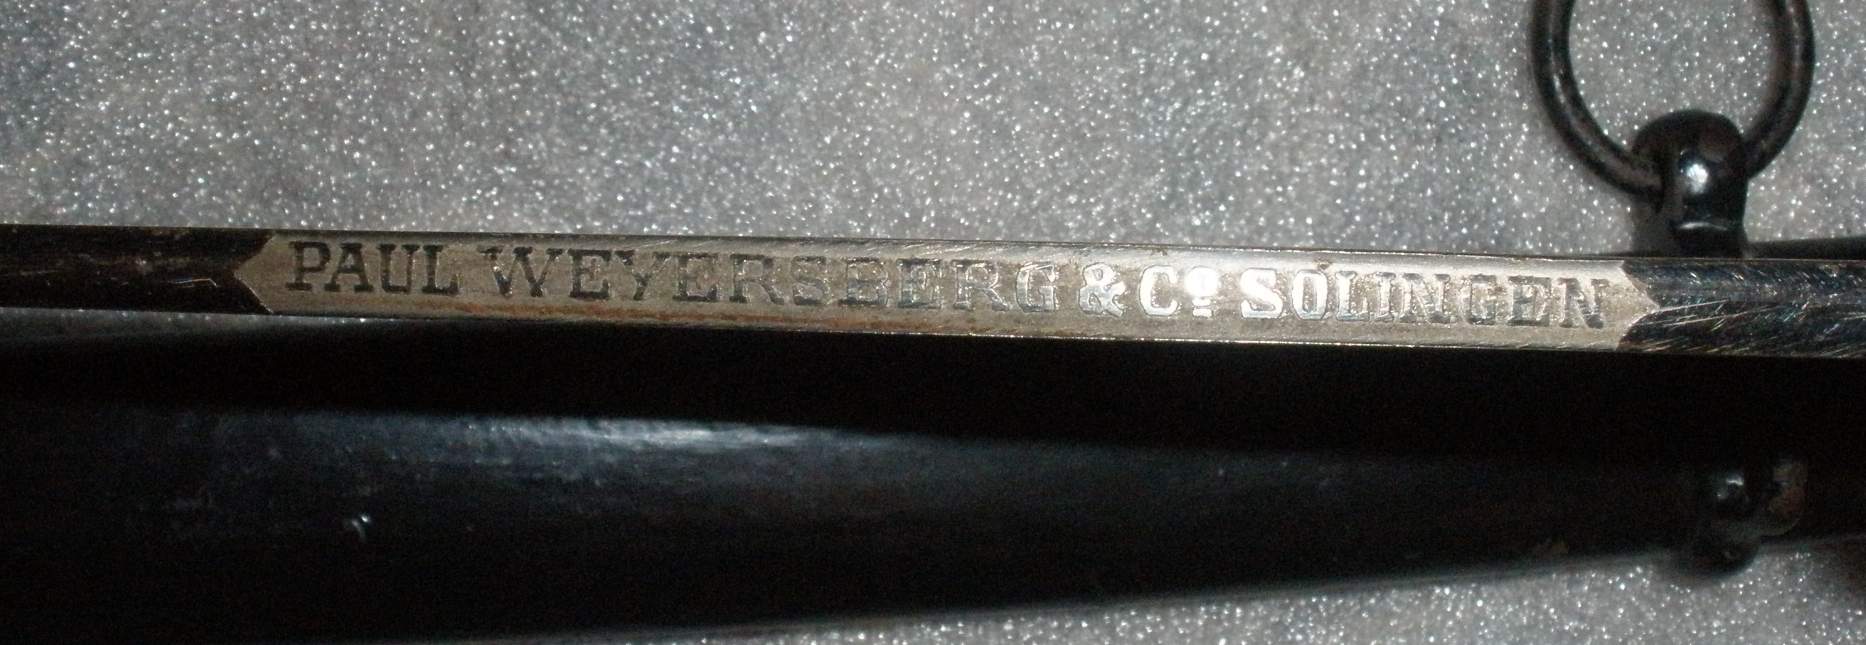 PAUL WEYERSBERG & Cº SOLINGEN